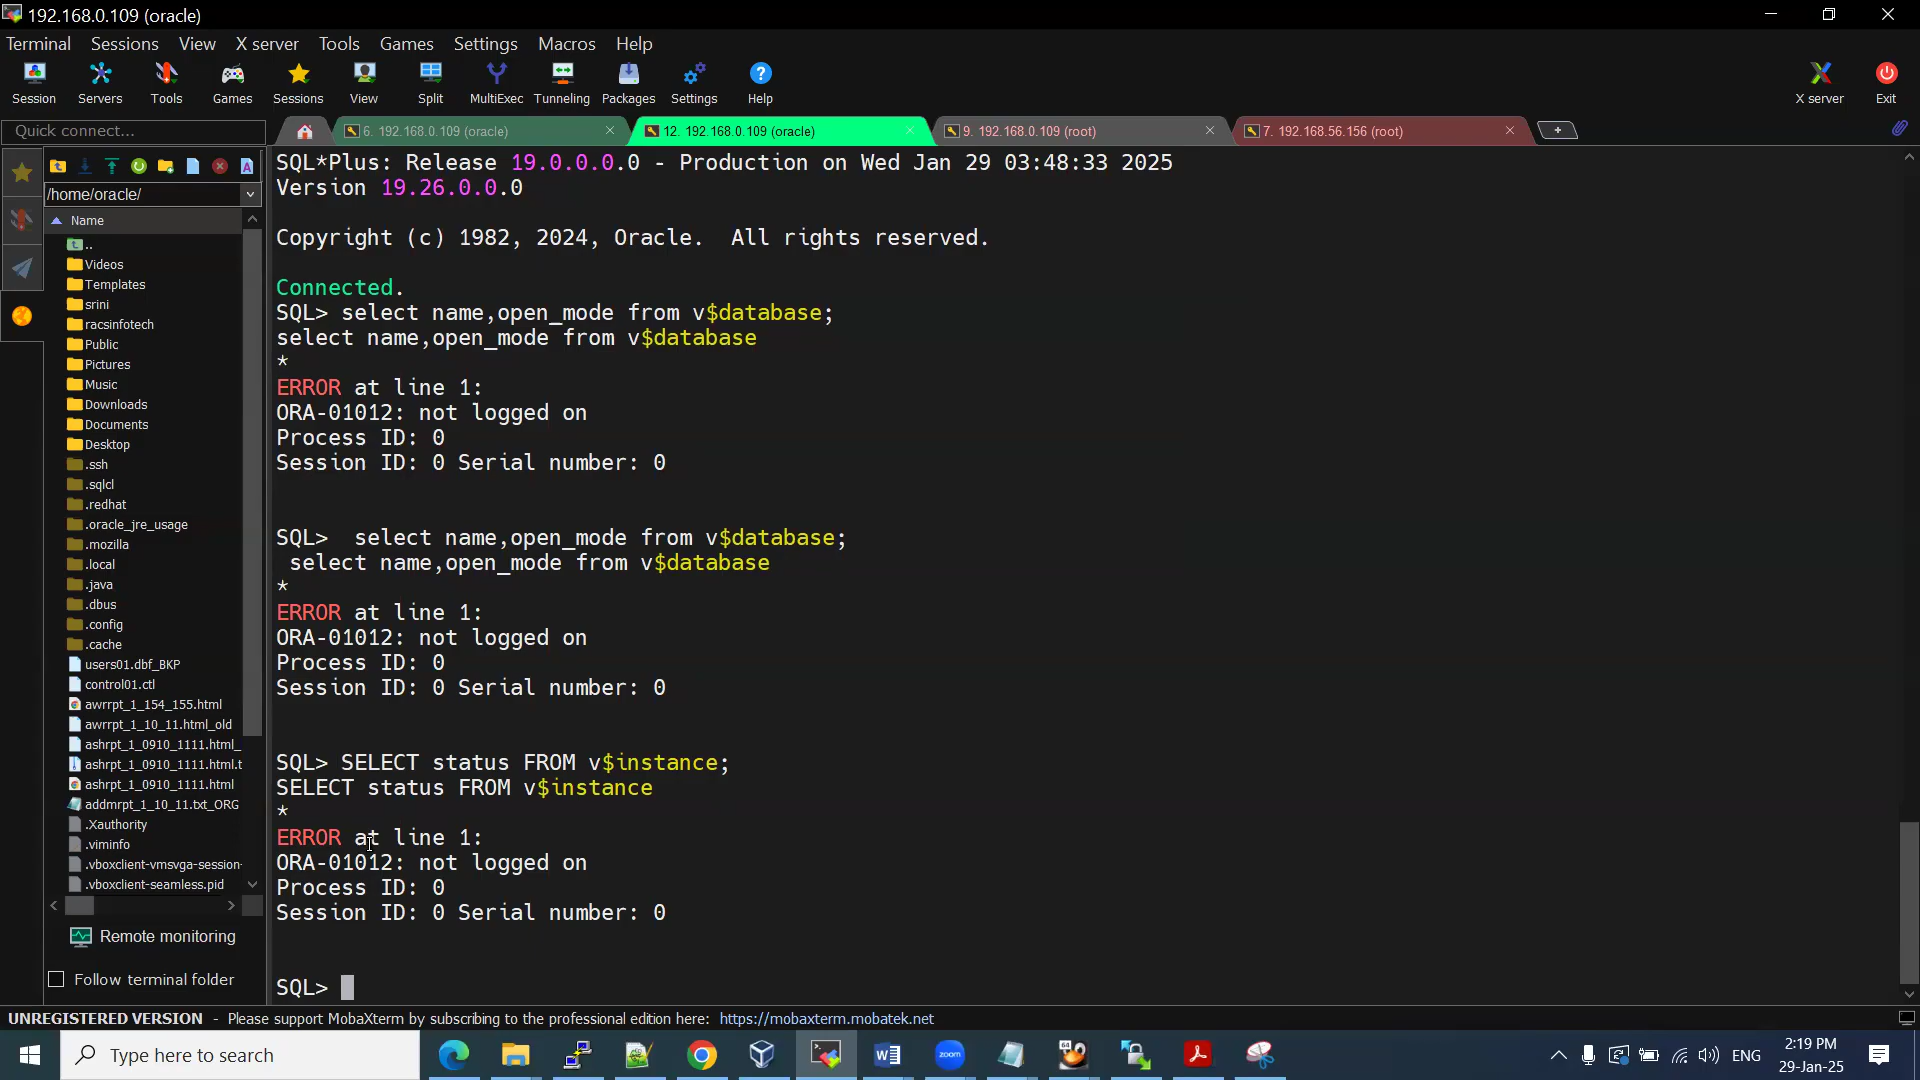 192.168.0.109 (oracle)
Terminal Sessions View X server Tools Games Settings Macros Help
Session Servers Tools Games Sessions View Split MultiExec Tunneling Packages Settings Help X server Exit
Quick connect...
6. 192.168.0.109 (oracle)
12. 192.168.0.109 (oracle)
9. 192.168.0.109 (root)
7. 192.168.56.156 (root)
/home/oracle/
Name
..
Videos
Templates
srini
racsinfotech
Public
Pictures
Music
Downloads
Documents
Desktop
.ssh
.sqlcl
.redhat
.oracle_jre_usage
.mozilla
.local
.java
.dbus
.config
.cache
users01.dbf_BKP
control01.ctl
awrrpt_1_154_155.html
awrrpt_1_10_11.html_old
ashrpt_1_0910_1111.html_
ashrpt_1_0910_1111.html.t
ashrpt_1_0910_1111.html
addmrpt_1_10_11.txt_ORG
.Xauthority
.viminfo
.vboxclient-vmsvga-session-
.vboxclient-seamless.pid
Remote monitoring
Follow terminal folder
SQL*Plus: Release 19.0.0.0.0 - Production on Wed Jan 29 03:48:33 2025
Version 19.26.0.0.0
Copyright (c) 1982, 2024, Oracle.  All rights reserved.
Connected.
SQL> select name,open_mode from v$database;
select name,open_mode from v$database
*
ERROR at line 1:
ORA-01012: not logged on
Process ID: 0
Session ID: 0 Serial number: 0
SQL>  select name,open_mode from v$database;
 select name,open_mode from v$database
*
ERROR at line 1:
ORA-01012: not logged on
Process ID: 0
Session ID: 0 Serial number: 0
SQL> SELECT status FROM v$instance;
SELECT status FROM v$instance
*
ERROR at line 1:
ORA-01012: not logged on
Process ID: 0
Session ID: 0 Serial number: 0
SQL>
UNREGISTERED VERSION - Please support MobaXterm by subscribing to the professional edition here: https://mobaxterm.mobatek.net
Type here to search
zoom
ENG
2:19 PM
29-Jan-25